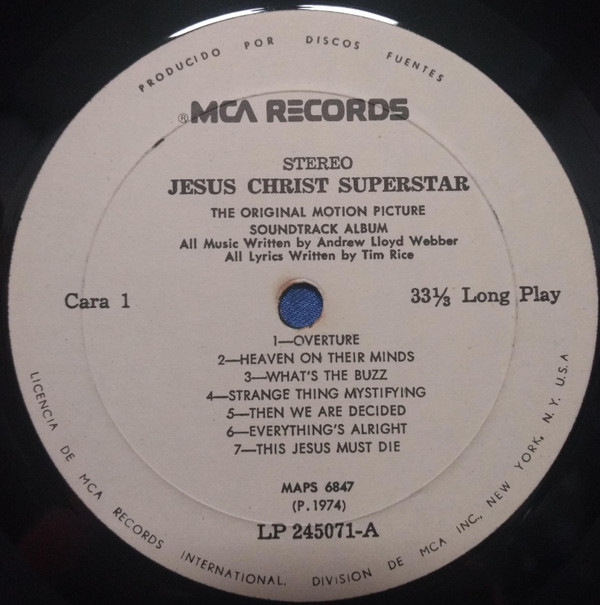 PRODUCIDO POR DISCOS FUENTES
®MCA RECORDS
STEREO
JESUS CHRIST SUPERSTAR
THE ORIGINAL MOTION PICTURE
SOUNDTRACK ALBUM
All Music Written by Andrew Lloyd Webber
All Lyrics Written by Tim Rice
Cara 1
33⅓ Long Play
1—OVERTURE
2—HEAVEN ON THEIR MINDS
3—WHAT'S THE BUZZ
4—STRANGE THING MYSTIFYING
5—THEN WE ARE DECIDED
6—EVERYTHING'S ALRIGHT
7—THIS JESUS MUST DIE
MAPS 6847
(P.1974)
LP 245071-A
LICENCIA DE MCA RECORDS INTERNATIONAL. DIVISION DE MCA INC., NEW YORK, N. Y. U.S.A